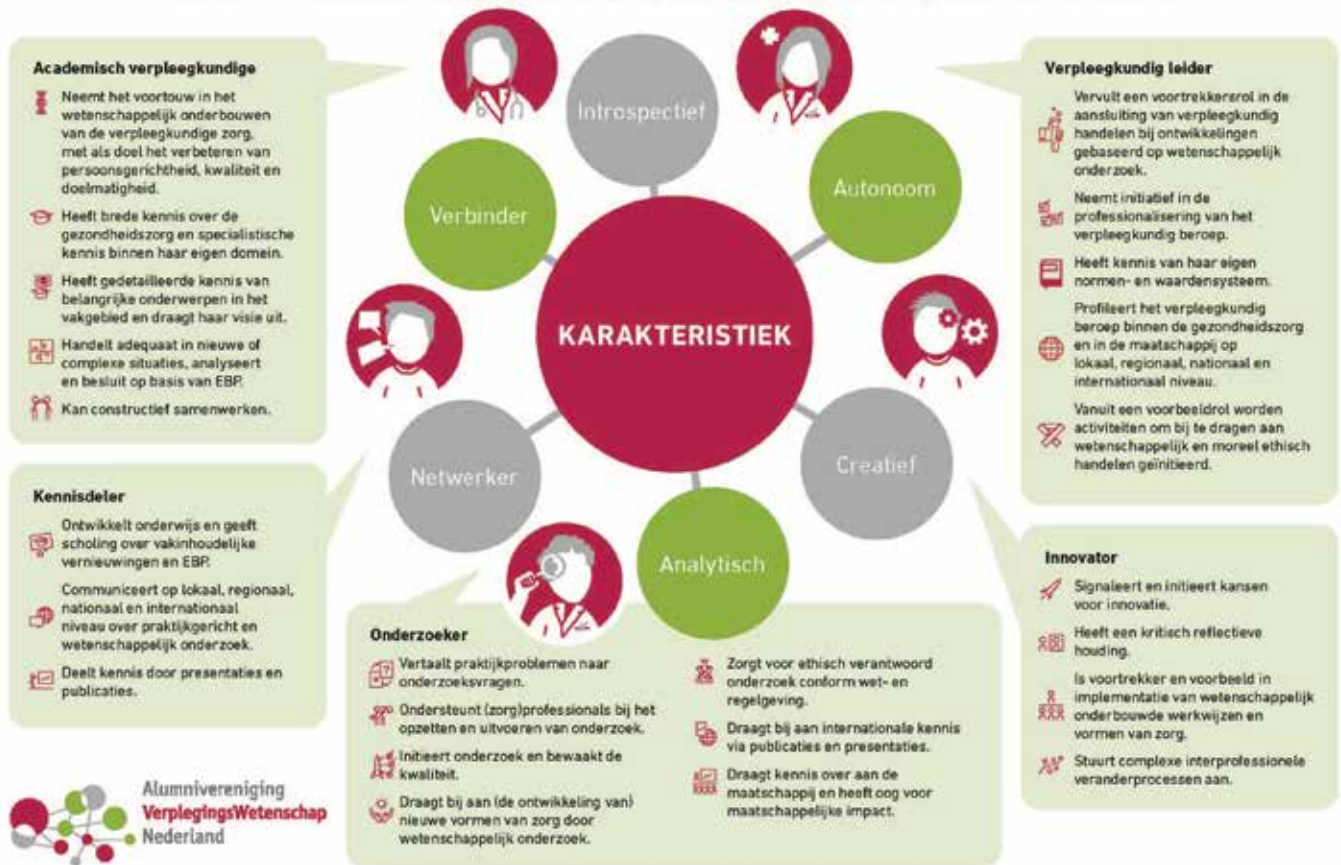 Academisch verpleegkundige
Neemt het voortouw in het
wetenschappelijk onderbouwen
van de verpleegkundige zorg,
met als doel het verbeteren van
persoonsgerichtheid, kwaliteit en
doelmatigheid.
Heeft brede kennis over de
gezondheidszorg en specialistische
kennis binnen haar eigen domein.
Heeft gedetailleerde kennis van
belangrijke onderwerpen in het
vakgebied en draagt haar visie uit.
Handelt adequaat in nieuwe of
complexe situaties, analyseert
en besluit op basis van EBP.
Kan constructief samenwerken.
Kennisdeler
Ontwikkelt onderwijs en geeft
scholing over vakinhoudelijke
vernieuwingen en EBP.
Communiceert op lokaal, regionaal,
nationaal en internationaal
niveau over praktijkgericht en
wetenschappelijk onderzoek.
Deelt kennis door presentaties en
publicaties.
Introspectief
Verbinder
Autonoom
KARAKTERISTIEK
Netwerker
Creatief
Analytisch
Onderzoeker
Vertaalt praktijkproblemen naar
onderzoeksvragen.
Ondersteunt (zorg)professionals bij het
opzetten en uitvoeren van onderzoek.
Initieert onderzoek en bewaakt de
kwaliteit.
Draagt bij aan (de ontwikkeling van)
nieuwe vormen van zorg door
wetenschappelijk onderzoek.
Zorgt voor ethisch verantwoord
onderzoek conform wet- en
regelgeving.
Draagt bij aan internationale kennis
via publicaties en presentaties.
Draagt kennis over aan de
maatschappij en heeft oog voor
maatschappelijke impact.
Verpleegkundig leider
Vervult een voortrekkersrol in de
aansluiting van verpleegkundig
handelen bij ontwikkelingen
gebaseerd op wetenschappelijk
onderzoek.
Neemt initiatief in de
professionalisering van het
verpleegkundig beroep.
Heeft kennis van haar eigen
normen- en waardensysteem.
Profileert het verpleegkundig
beroep binnen de gezondheidszorg
en in de maatschappij op
lokaal, regionaal, nationaal en
internationaal niveau.
Vanuit een voorbeeldrol worden
activiteiten om bij te dragen aan
wetenschappelijk en moreel ethisch
handelen geïnitieerd.
Innovator
Signaleert en initieert kansen
voor innovatie.
Heeft een kritisch reflectieve
houding.
Is voortrekker en voorbeeld in
implementatie van wetenschappelijk
onderbouwde werkwijzen en
vormen van zorg.
Stuurt complexe interprofessionele
veranderprocessen aan.
Alumnivereniging
VerplegingsWetenschap
Nederland